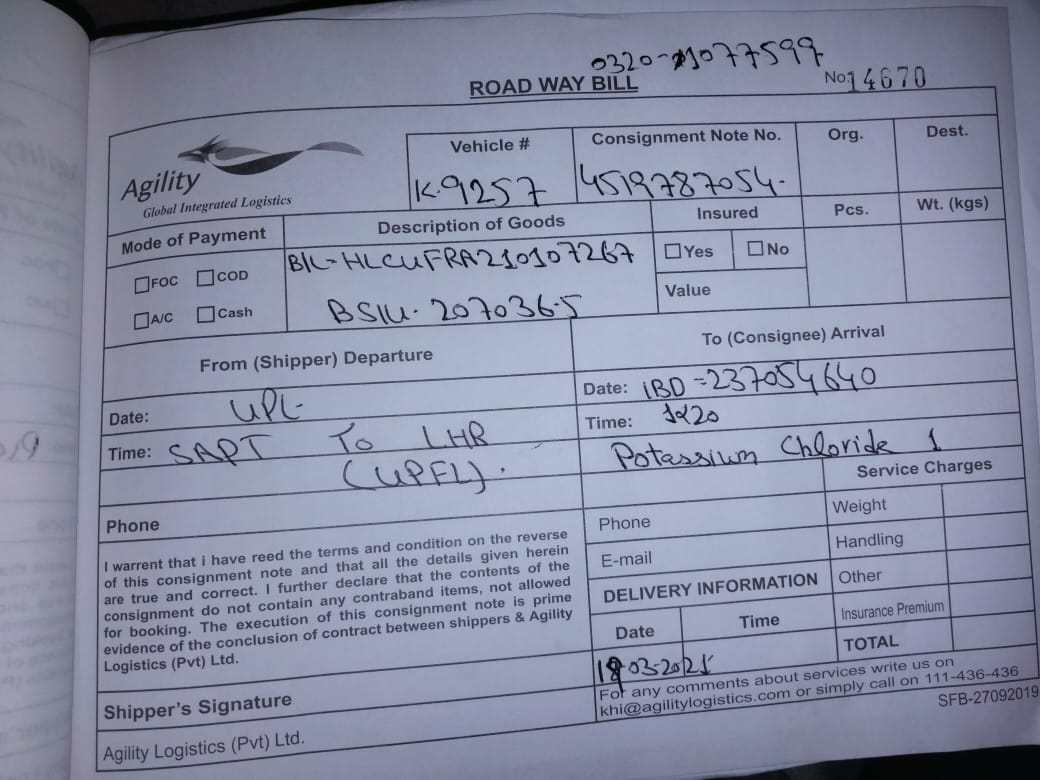 0320-11077599
ROAD WAY BILL
No: 14670
Agility
Global Integrated Logistics
Vehicle #
K-9257
Consignment Note No.
4519787054-
Org.
Dest.
Mode of Payment
FOC COD
A/C Cash
Description of Goods
B/L-HLCUFRA210107267
BSIU-207036-5
Insured
Yes No
Value
Pcs.
Wt. (kgs)
From (Shipper) Departure
Date: UPL
Time: SAPT To LHR
(UPFL).
Phone
To (Consignee) Arrival
Date: IBD=237054640
Time: 1x20
Potassium Chloride 1
Service Charges
Phone
E-mail
Weight
Handling
Other
Insurance Premium
TOTAL
DELIVERY INFORMATION
Date Time
03-2021
I warrent that i have reed the terms and condition on the reverse
of this consignment note and that all the details given herein
are true and correct. I further declare that the contents of the
consignment do not contain any contraband items, not allowed
for booking. The execution of this consignment note is prime
evidence of the conclusion of contract between shippers & Agility
Logistics (Pvt) Ltd.
Shipper's Signature
Agility Logistics (Pvt) Ltd.
For any comments about services write us on
khi@agilitylogistics.com or simply call on 111-436-436
SFB-27092019